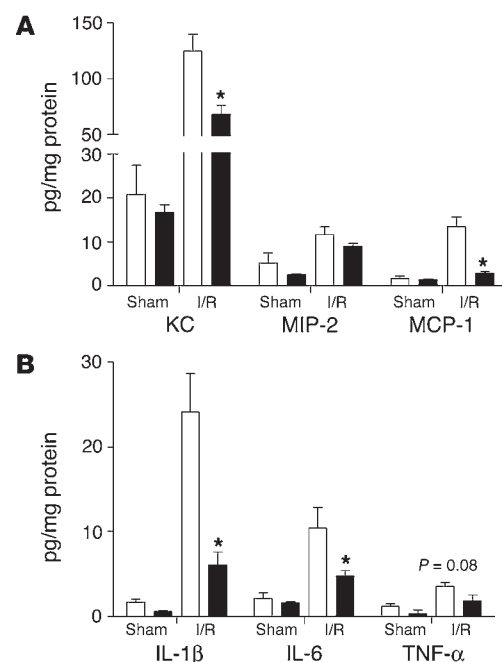 A
150
100
50
30
20
10
0
pg/mg protein
*
*
Sham I/R Sham I/R Sham I/R
KC MIP-2 MCP-1
B
30
20
10
0
pg/mg protein
*
*
P = 0.08
Sham I/R Sham I/R Sham I/R
IL-1β IL-6 TNF-α